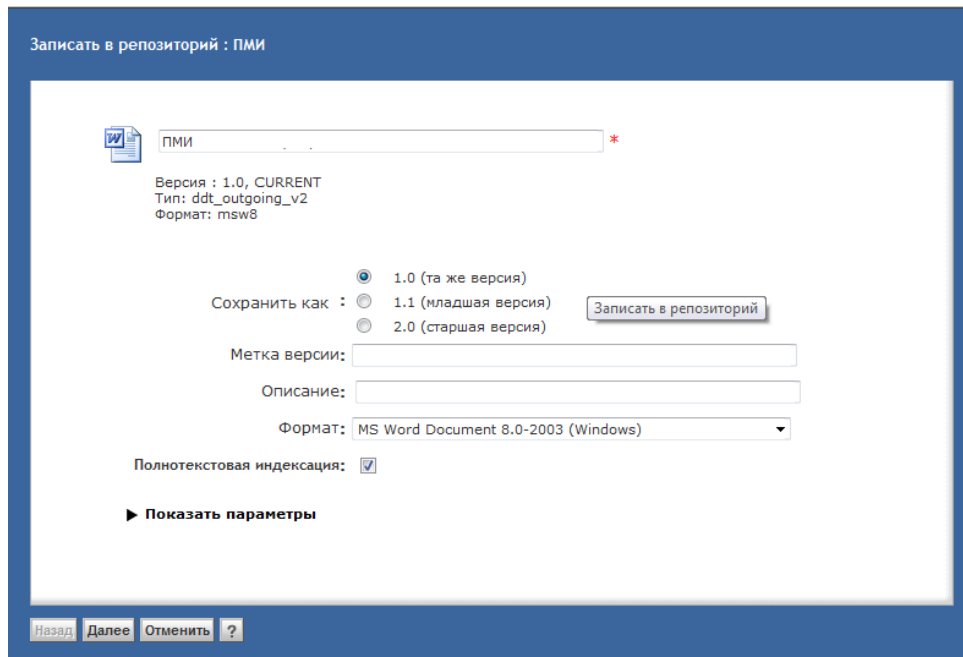 Записать в репозиторий : ПМИ
ПМИ *
Версия : 1.0, CURRENT
Тип: ddt_outgoing_v2
Формат: msw8
1.0 (та же версия)
Сохранить как : 1.1 (младшая версия)
Записать в репозиторий
2.0 (старшая версия)
Метка версии:
Описание:
Формат: MS Word Document 8.0-2003 (Windows)
Полнотекстовая индексация:
Показать параметры
Назад Далее Отменить ?